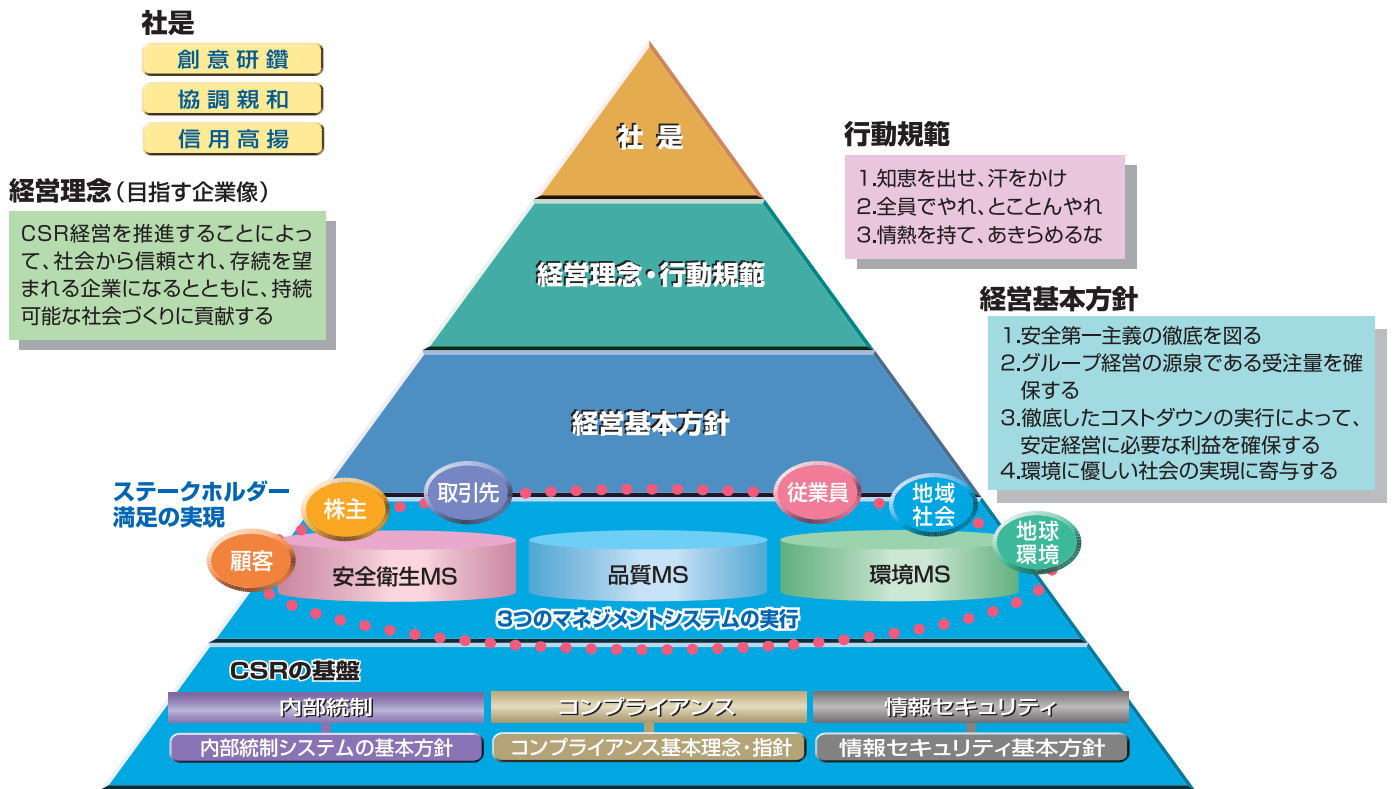 社是
創意研鑽
協調親和
信用高揚
経営理念(目指す企業像)
CSR経営を推進することによっ
て、社会から信頼され、存続を望
まれる企業になるとともに、持続
可能な社会づくりに貢献する
社是
経営理念・行動規範
経営基本方針
行動規範
1.知恵を出せ、汗をかけ
2.全員でやれ、とことんやれ
3.情熱を持て、あきらめるな
経営基本方針
1.安全第一主義の徹底を図る
2.グループ経営の源泉である受注量を確
保する
3.徹底したコストダウンの実行によって、
安定経営に必要な利益を確保する
4.環境に優しい社会の実現に寄与する
ステークホルダー
満足の実現
顧客
株主
取引先
従業員
地域
社会
地球
環境
安全衛生MS
品質MS
環境MS
3つのマネジメントシステムの実行
CSRの基盤
内部統制
コンプライアンス
情報セキュリティ
内部統制システムの基本方針
コンプライアンス基本理念・指針
情報セキュリティ基本方針